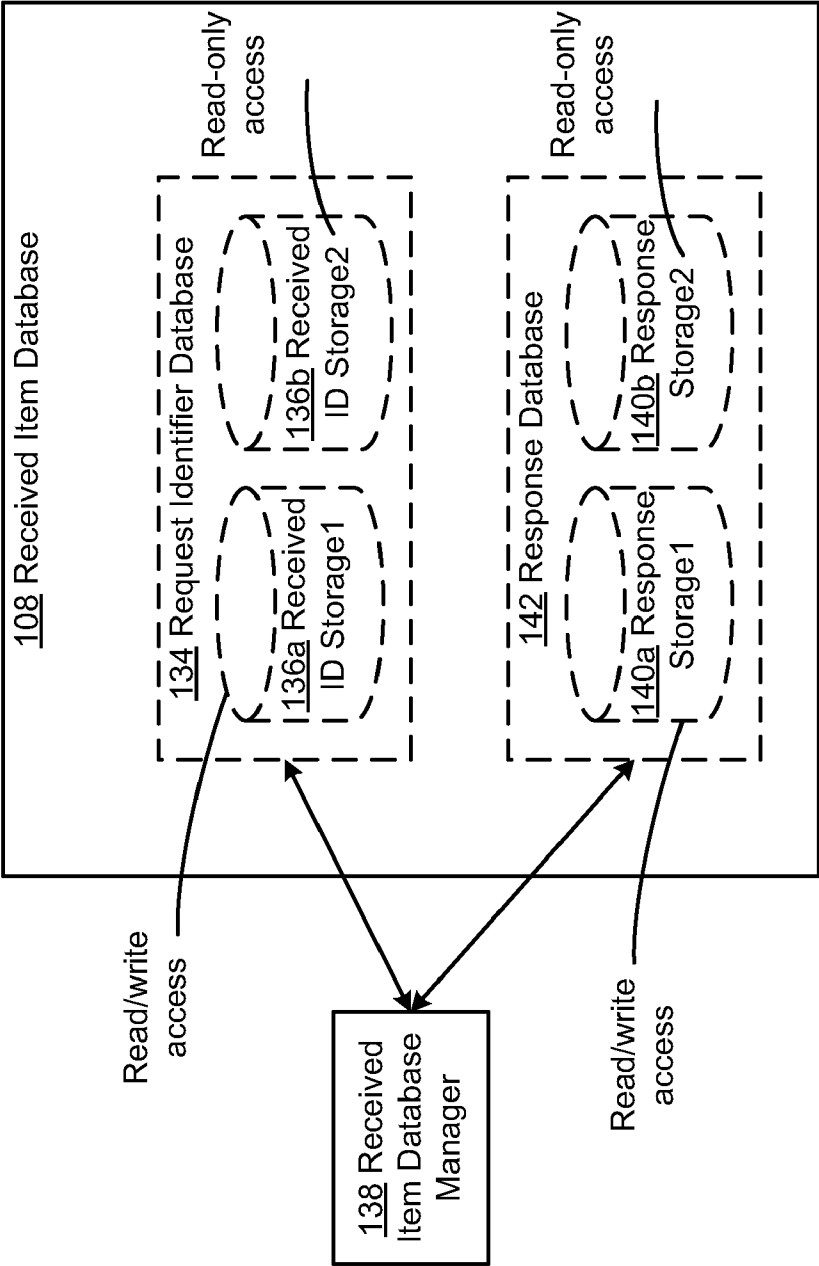 108 Received Item Database
134 Request Identifier Database
136a Received
ID Storage1
136b Received
ID Storage2
Read-only
access
Read/write
access
138 Received
Item Database
Manager
142 Response Database
140a Response
Storage1
140b Response
Storage2
Read-only
access
Read/write
access